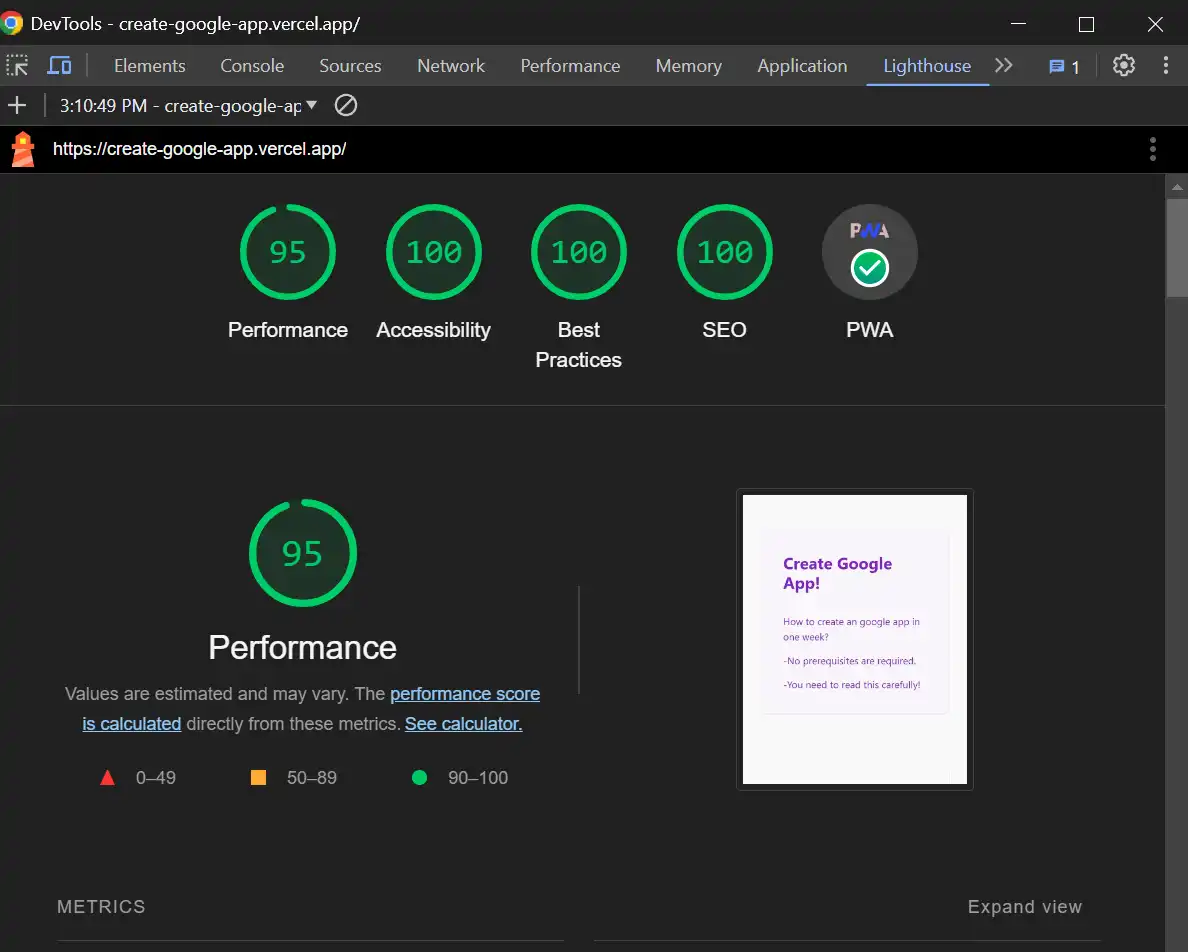 DevTools - create-google-app.vercel.app/
Elements Console Sources Network Performance Memory Application Lighthouse 1
3:10:49 PM - create-google-ap
https://create-google-app.vercel.app/
95 100 100 100 PWA
Performance Accessibility Best Practices SEO PWA
95
Performance
Values are estimated and may vary. The performance score
is calculated directly from these metrics. See calculator.
0–49 50–89 90–100
Create Google
App!
How to create an google app in
one week?
-No prerequisites are required.
-You need to read this carefully!
METRICS Expand view